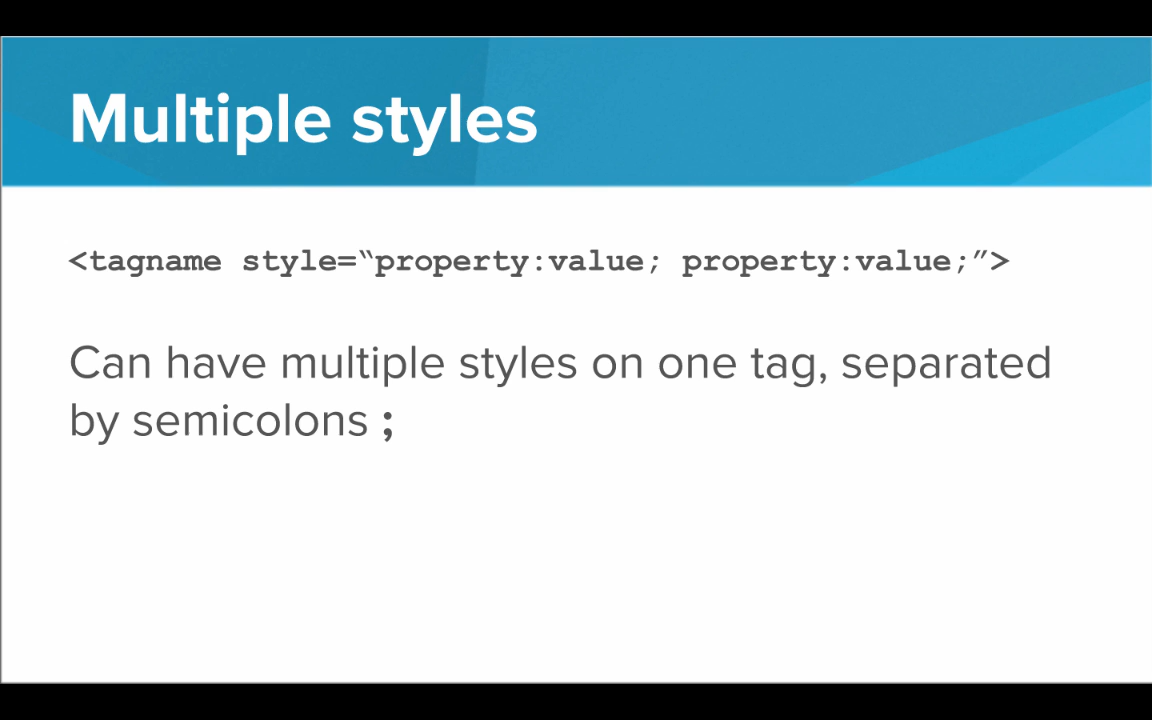 Multiple styles
<tagname style=“property:value; property:value;”>
Can have multiple styles on one tag, separated
by semicolons ;